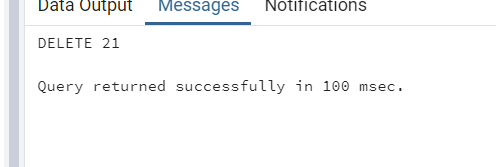 Data Output Messages Notifications
DELETE 21
Query returned successfully in 100 msec.